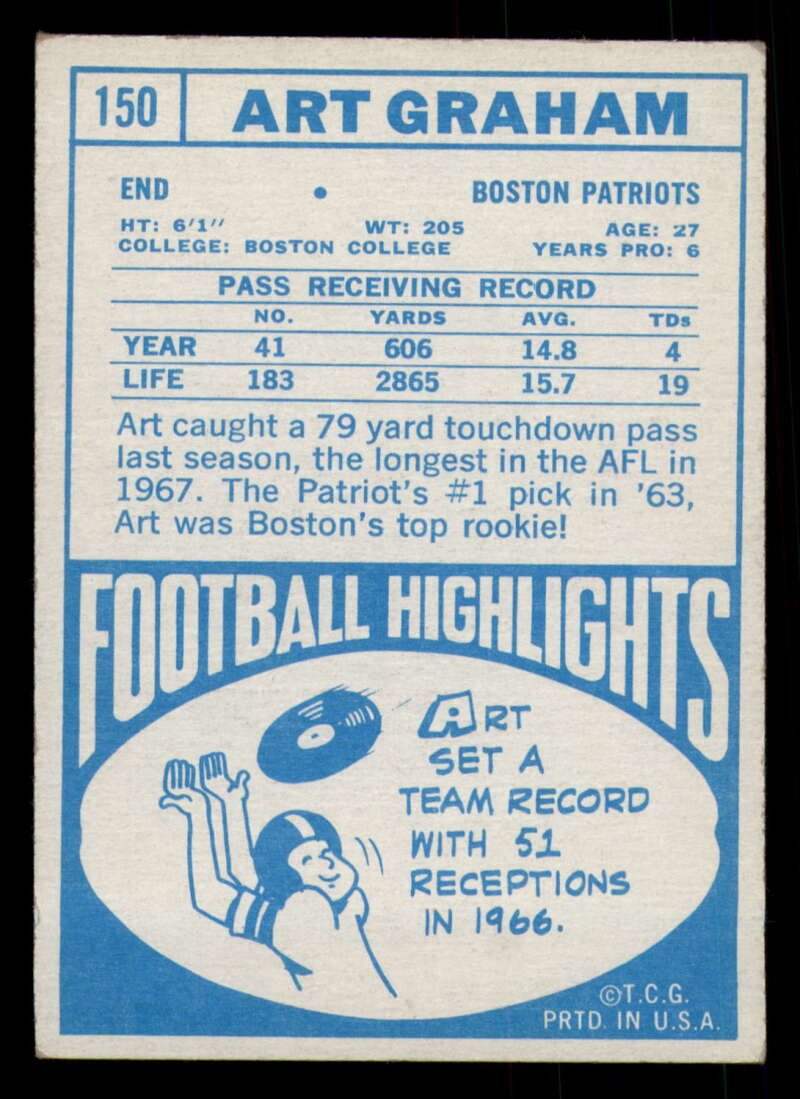 150 ART GRAHAM
END • BOSTON PATRIOTS
HT: 6'1" WT: 205 AGE: 27
COLLEGE: BOSTON COLLEGE YEARS PRO: 6
PASS RECEIVING RECORD
NO. YARDS AVG. TDs
YEAR 41 606 14.8 4
LIFE 183 2865 15.7 19
Art caught a 79 yard touchdown pass
last season, the longest in the AFL in
1967. The Patriot's #1 pick in '63,
Art was Boston's top rookie!
FOOTBALL HIGHLIGHTS
ART
SET A
TEAM RECORD
WITH 51
RECEPTIONS
IN 1966.
©T.C.G.
PRTD. IN U.S.A.